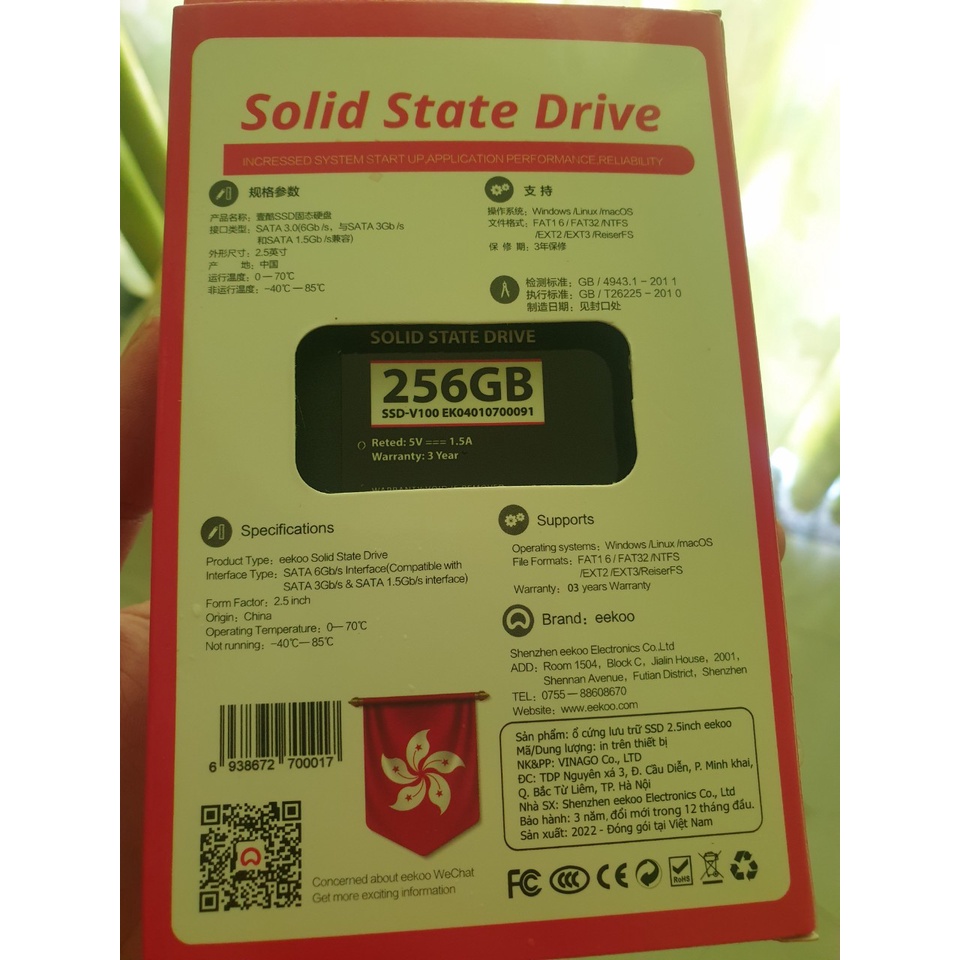 Solid State Drive
INCRESSED SYSTEM START UP,APPLICATION PERFORMANCE,RELIABILITY
规格参数
产品名称：壹酷SSD固态硬盘
接口类型：SATA 3.0(6Gb /s，与SATA 3Gb /s
和SATA 1.5Gb /s兼容)
外形尺寸：2.5英寸
产 地：中国
运行温度：0 — 70℃
非运行温度：-40℃ — 85℃
支 持
操作系统：Windows /Linux /macOS
文件格式：FAT1 6 / FAT32 /NTFS
/EXT2 /EXT3 /ReiserFS
保 修 期：3年保修
检测标准：GB / 4943.1 - 201 1
执行标准：GB / T26225 - 201 0
制造日期：见封口处
SOLID STATE DRIVE
256GB
SSD-V100 EK04010700091
Reted: 5V === 1.5A
Warranty: 3 Year
Specifications
Product Type：eekoo Solid State Drive
Interface Type：SATA 6Gb/s Interface(Compatible with
SATA 3Gb/s & SATA 1.5Gb/s interface)
Form Factor：2.5 inch
Origin：China
Operating Temperature：0— 70℃
Not running：-40℃— 85℃
Supports
Operating systems：Windows /Linux /macOS
File Formats：FAT1 6 / FAT32 /NTFS
/EXT2 /EXT3/ReiserFS
Warranty：03 years Warranty
Brand：eekoo
Shenzhen eekoo Electronics Co.,Ltd
ADD：Room 1504，Block C，Jialin House，2001，
Shennan Avenue，Futian District，Shenzhen
TEL：0755 — 88608670
Website：www.eekoo.com
Sản phẩm: ổ cứng lưu trữ SSD 2.5inch eekoo
Mã/Dung lượng: in trên thiết bị
NK&PP: VINAGO Co., LTD
ĐC: TDP Nguyên xá 3, Đ. Cầu Diễn, P. Minh khai,
Q. Bắc Từ Liêm, TP. Hà Nội
Nhà SX: Shenzhen eekoo Electronics Co., Ltd
Bảo hành: 3 năm, đổi mới trong 12 tháng đầu.
Sản xuất: 2022 - Đóng gói tại Việt Nam
6 938672 700017
Concerned about eekoo WeChat
Get more exciting information
FC CCC CE RoHS